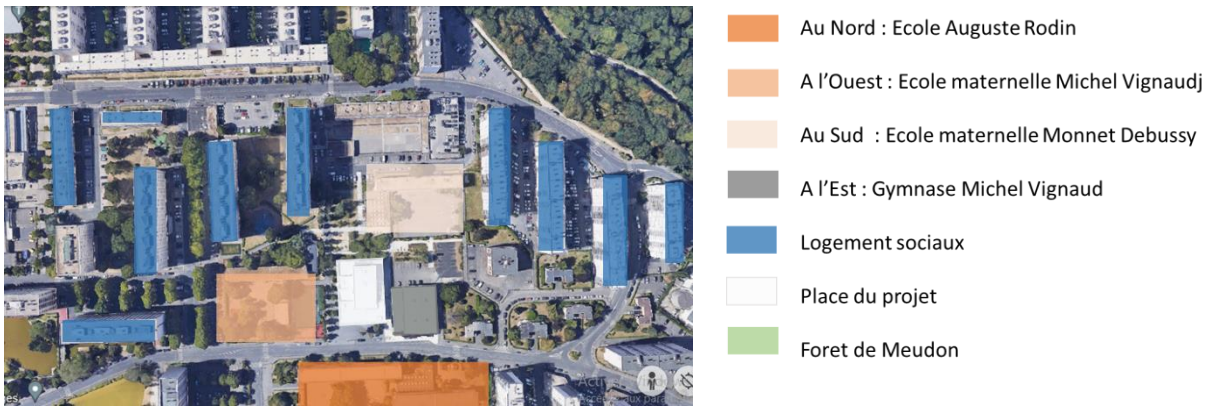 Au Nord : Ecole Auguste Rodin
A l'Ouest : Ecole maternelle Michel Vignaudj
Au Sud : Ecole maternelle Monnet Debussy
A l'Est : Gymnase Michel Vignaud
Logement sociaux
Place du projet
Foret de Meudon